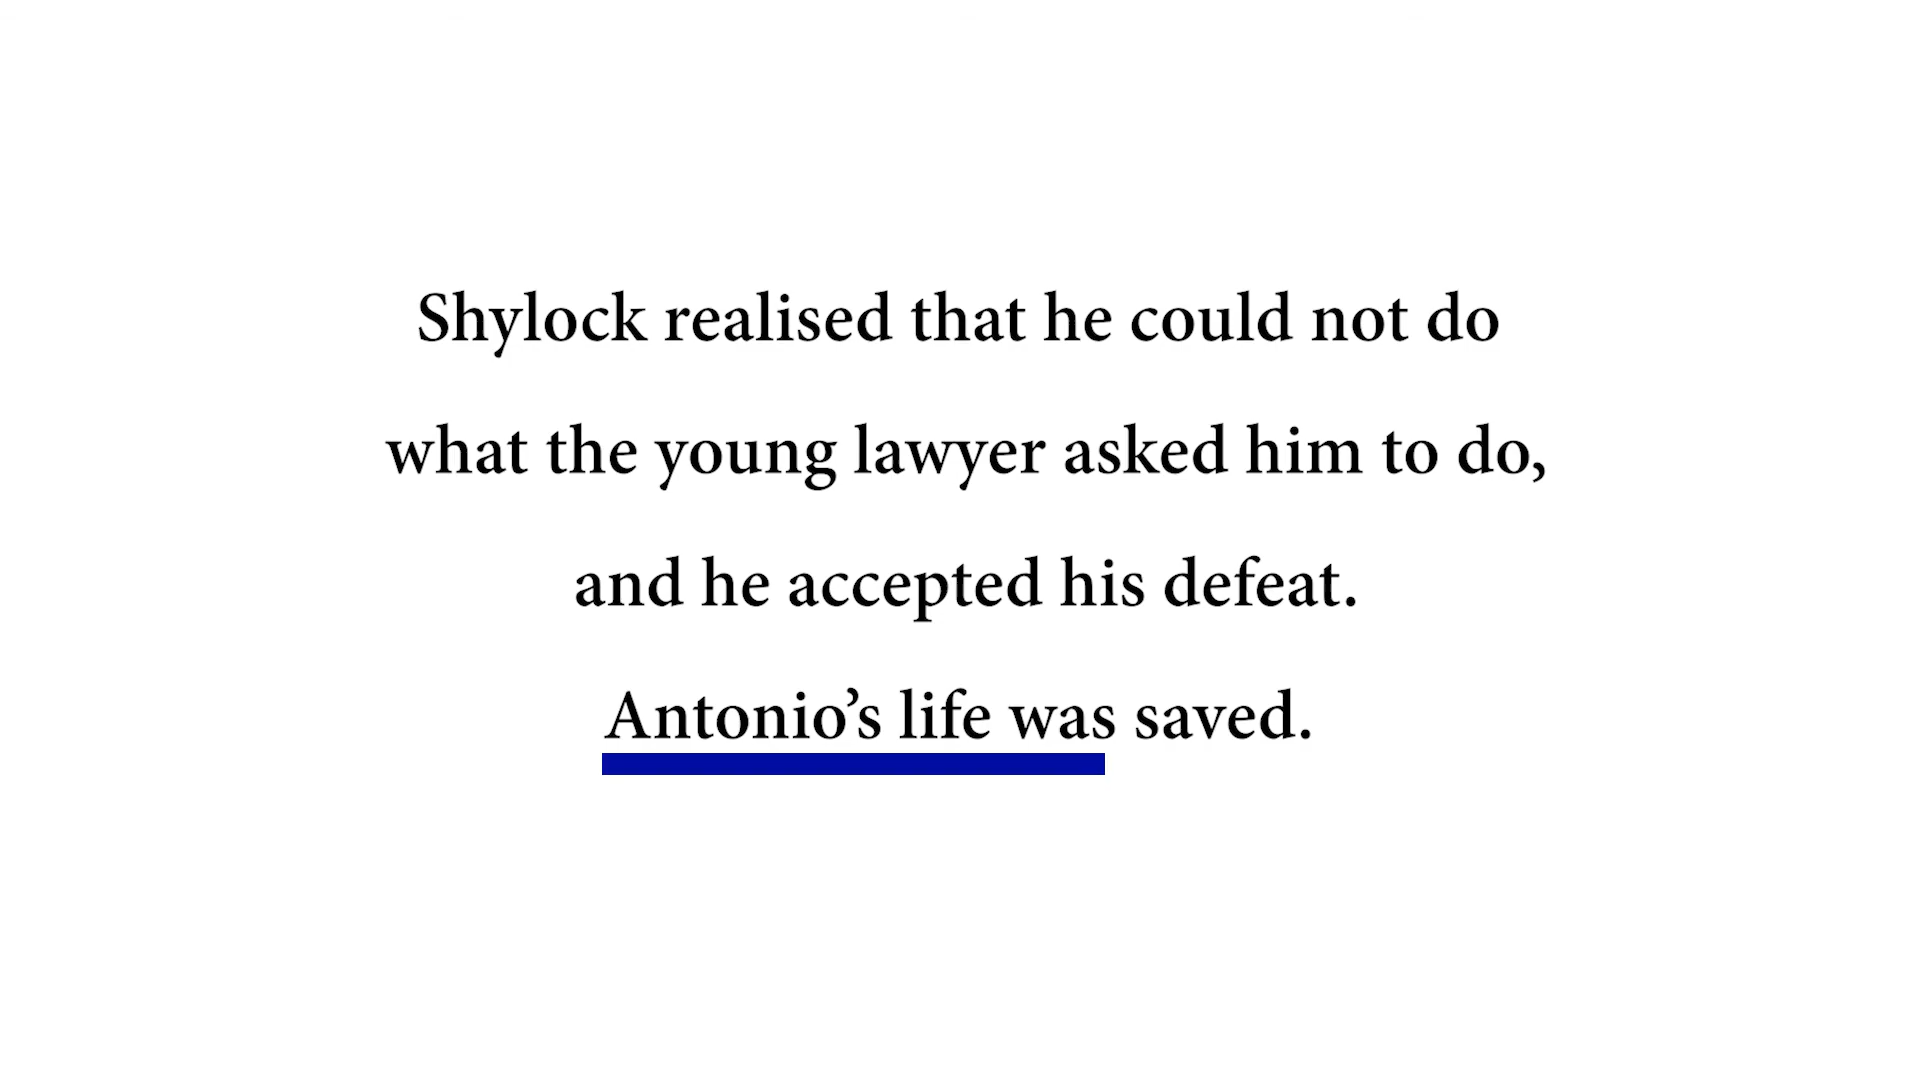 Shylock realised that he could not do
what the young lawyer asked him to do,
and he accepted his defeat.
Antonio’s life was saved.